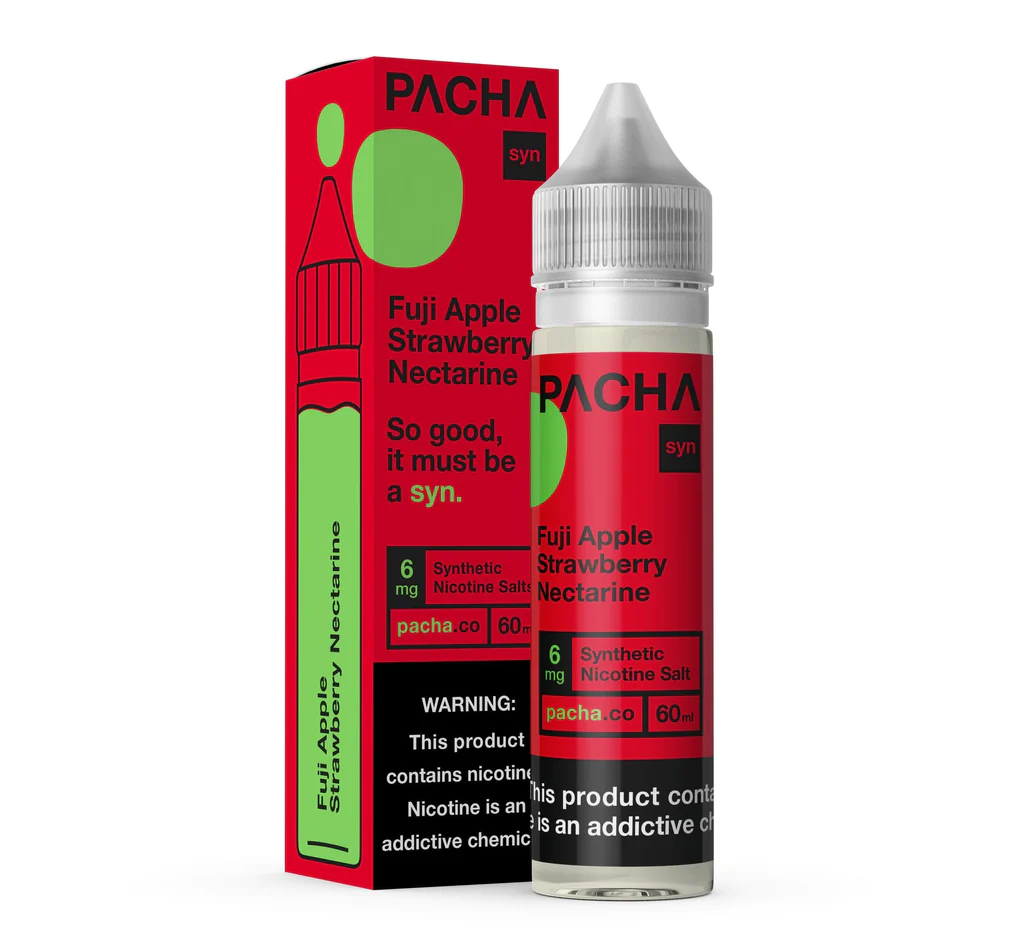 PACHA
syn
Fuji Apple
Strawberry
Nectarine
So good,
it must be
a syn.
6
mg
Synthetic
Nicotine Salts
pacha.co
60m
WARNING:
This product
contains nicotine
Nicotine is an
addictive chemic
Fuji Apple
Strawberry Nectarine
PACHA
syn
Fuji Apple
Strawberry
Nectarine
6
mg
Synthetic
Nicotine Salt
pacha.co
60ml
This product conta
e is an addictive ch